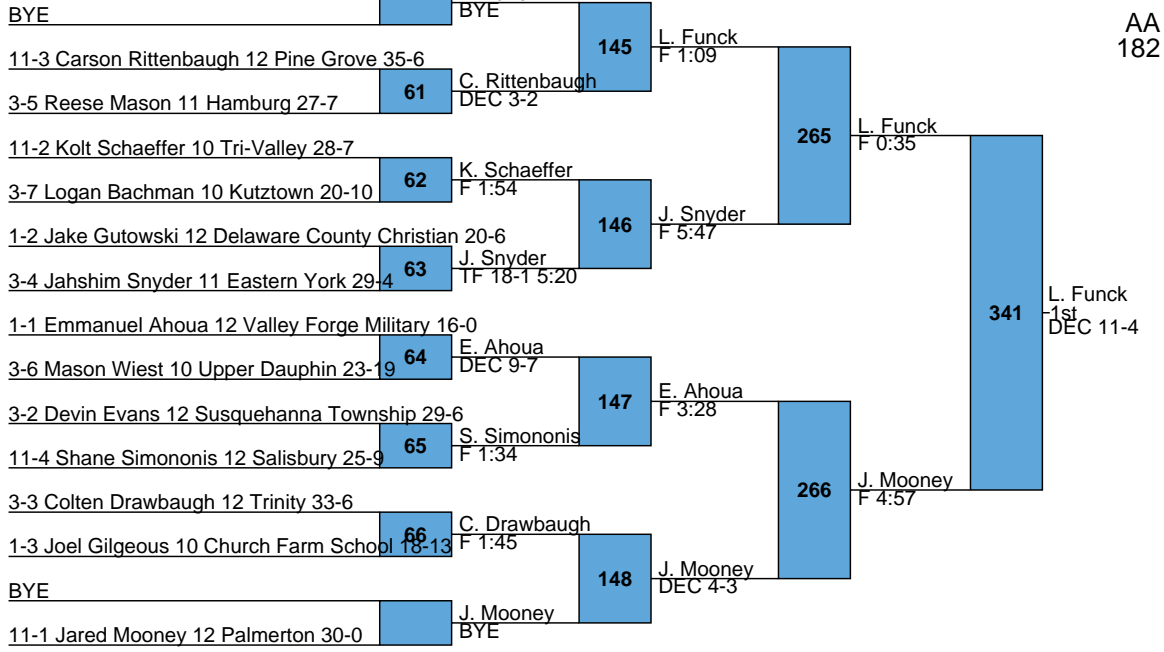 BYE
BYE
AA
182
11-3 Carson Rittenbaugh 12 Pine Grove 35-6
61
3-5 Reese Mason 11 Hamburg 27-7
C. Rittenbaugh
DEC 3-2
145
L. Funck
F 1:09
11-2 Kolt Schaeffer 10 Tri-Valley 28-7
62
3-7 Logan Bachman 10 Kutztown 20-10
K. Schaeffer
F 1:54
146
J. Snyder
F 5:47
1-2 Jake Gutowski 12 Delaware County Christian 20-6
63
3-4 Jahshim Snyder 11 Eastern York 29-4
J. Snyder
TF 18-1 5:20
265
L. Funck
F 0:35
1-1 Emmanuel Ahoua 12 Valley Forge Military 16-0
64
3-6 Mason Wiest 10 Upper Dauphin 23-19
E. Ahoua
DEC 9-7
147
E. Ahoua
F 3:28
3-2 Devin Evans 12 Susquehanna Township 29-6
65
11-4 Shane Simononis 12 Salisbury 25-9
S. Simononis
F 1:34
341
L. Funck
1st
DEC 11-4
3-3 Colten Drawbaugh 12 Trinity 33-6
66
1-3 Joel Gilgeous 10 Church Farm School 18-13
C. Drawbaugh
F 1:45
266
J. Mooney
F 4:57
148
J. Mooney
DEC 4-3
BYE
11-1 Jared Mooney 12 Palmerton 30-0
J. Mooney
BYE